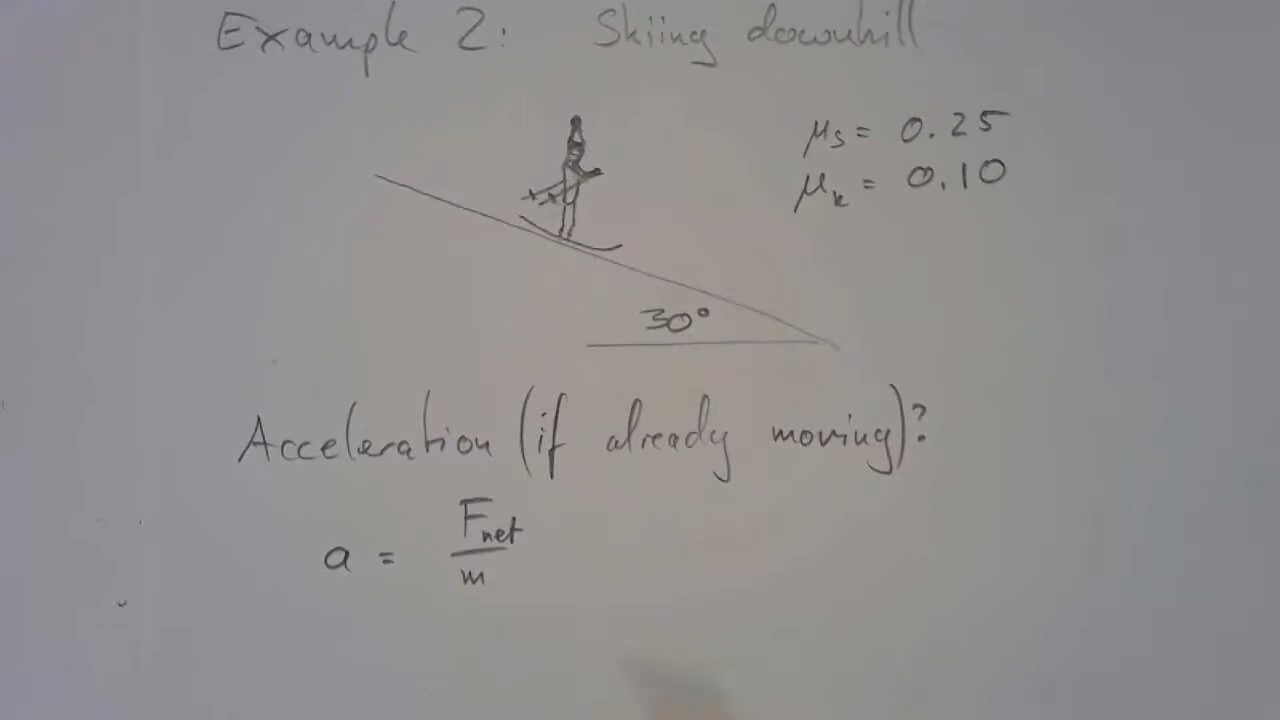 Example 2: Skiing downhill
μs = 0.25
μk = 0.10
30°
Acceleration (if already moving)?
a = Fnet
m